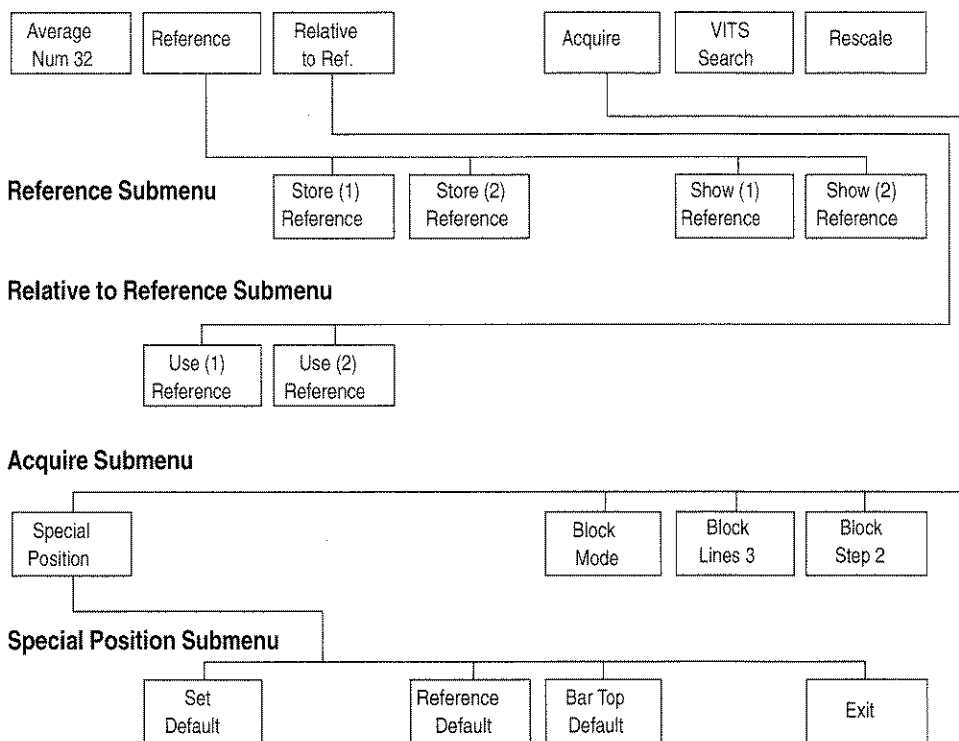 Average
Num 32
Reference
Relative
to Ref.
Acquire
VITS
Search
Rescale
Reference Submenu
Store (1)
Reference
Store (2)
Reference
Show (1)
Reference
Show (2)
Reference
Relative to Reference Submenu
Use (1)
Reference
Use (2)
Reference
Acquire Submenu
Special
Position
Block
Mode
Block
Lines 3
Block
Step 2
Special Position Submenu
Set
Default
Reference
Default
Bar Top
Default
Exit